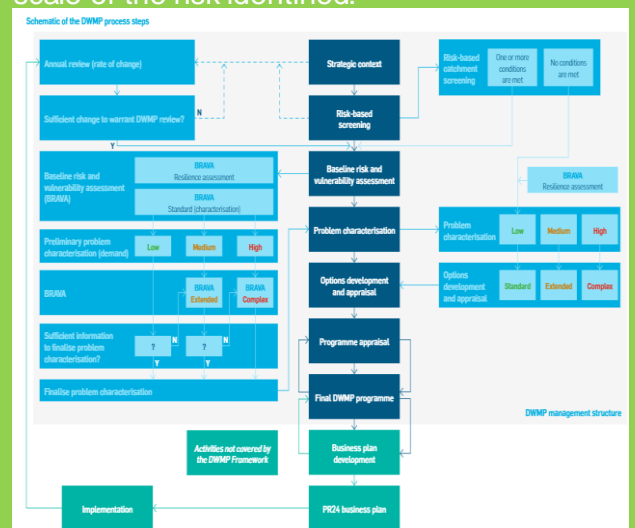 scale of the risk identified.
Schematic of the DWMP process steps
Annual review (rate of change)
Strategic context
Risk-based
catchment
screening
One or more
conditions
are met
No conditions
are met
Sufficient change to warrant DWMP review?
N
Risk-based
screening
Y
Baseline risk and
vulnerability assessment
(BRAVA)
BRAVA
Resilience assessment
BRAVA
Standard (characterisation)
Baseline risk and
vulnerability assessment
BRAVA
Resilience assessment
Preliminary problem
characterisation (demand)
Low
Medium
High
Problem characterisation
Problem
characterisation
Low
Medium
High
BRAVA
BRAVA
Extended
BRAVA
Complex
Options development
and appraisal
Options
development
and appraisal
Standard
Extended
Complex
Sufficient information
to finalise problem
characterisation?
?
N
?
N
Y
Y
Programme appraisal
Finalise problem characterisation
Final DWMP programme
DWMP management structure
Activities not covered by
the DWMP Framework
Business plan
development
Implementation
PR24 business plan